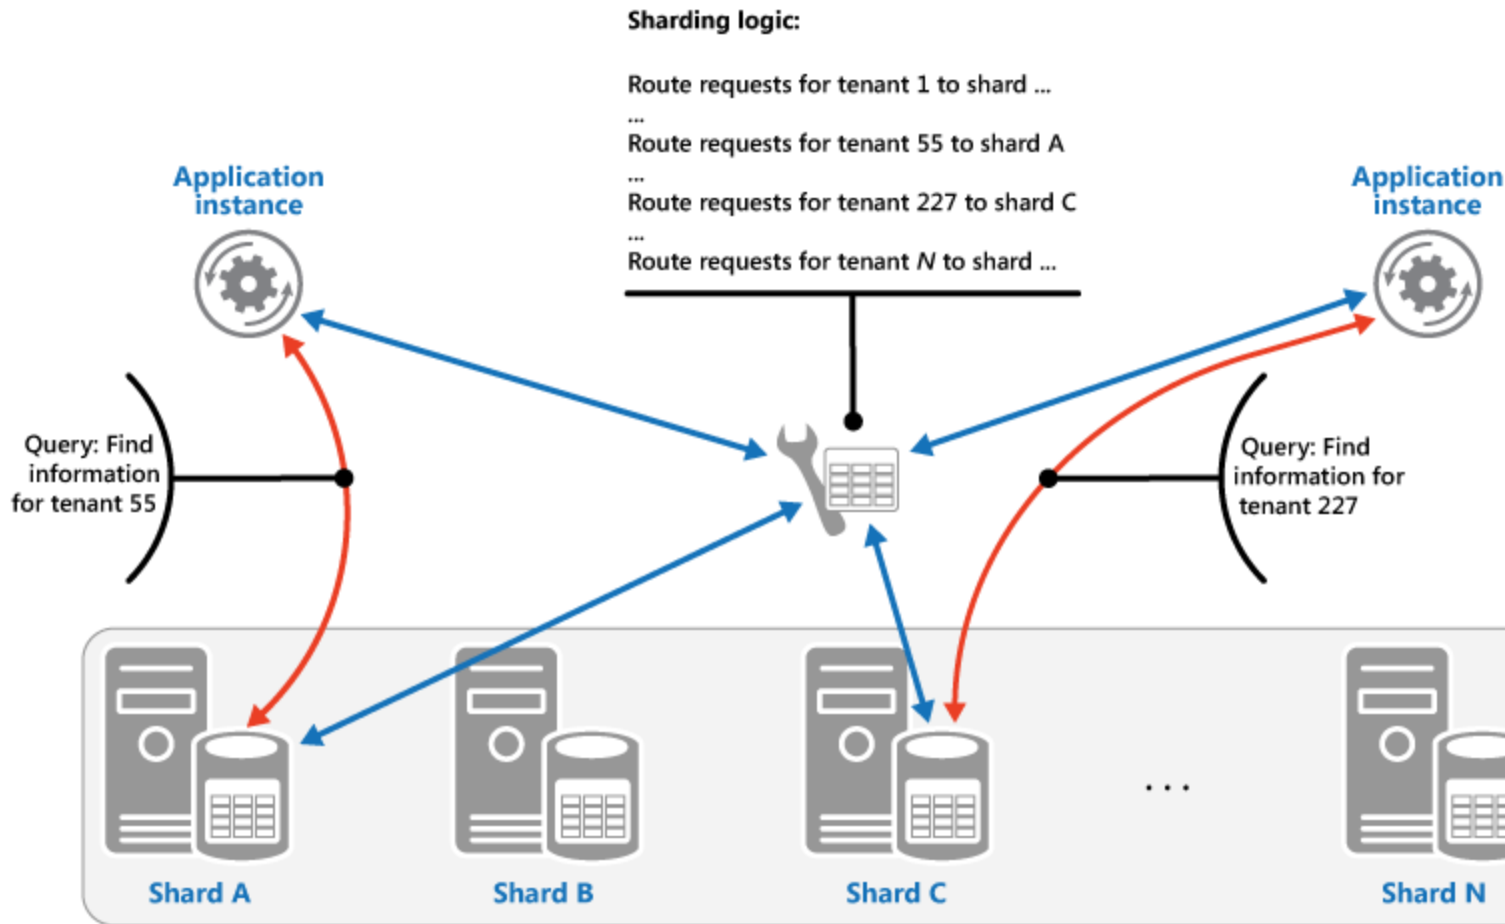 Sharding logic:
Route requests for tenant 1 to shard ...
...
Route requests for tenant 55 to shard A
...
Route requests for tenant 227 to shard C
...
Route requests for tenant N to shard ...
Application
instance
Application
instance
Query: Find
information
for tenant 55
Query: Find
information for
tenant 227
...
Shard A
Shard B
Shard C
Shard N